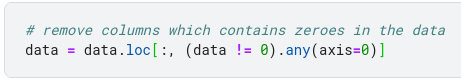 # remove columns which contains zeroes in the data
data = data.loc[:, (data != 0).any(axis=0)]